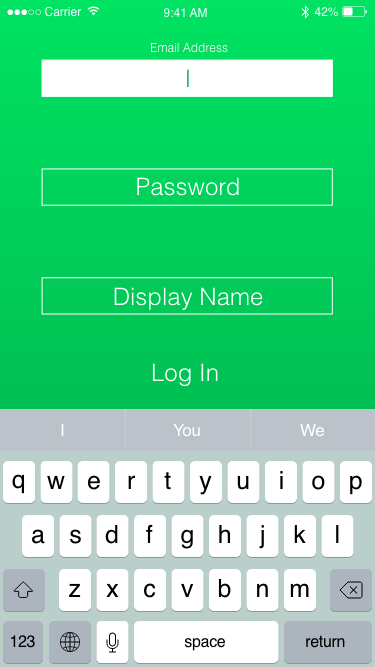 Carrier 9:41 AM 42%
Email Address
Password
Display Name
Log In
I You We
q w e r t y u i o p
a s d f g h j k l
z x c v b n m
123 space return